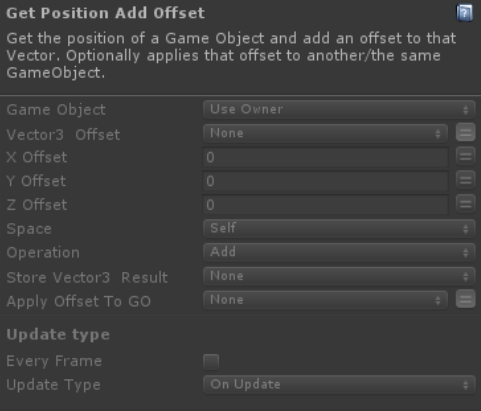 Get Position Add Offset
Get the position of a Game Object and add an offset to that
Vector. Optionally applies that offset to another/the same
GameObject.
Game Object Use Owner
Vector3 Offset None
X Offset 0
Y Offset 0
Z Offset 0
Space Self
Operation Add
Store Vector3 Result None
Apply Offset To GO None
Update type
Every Frame
Update Type On Update